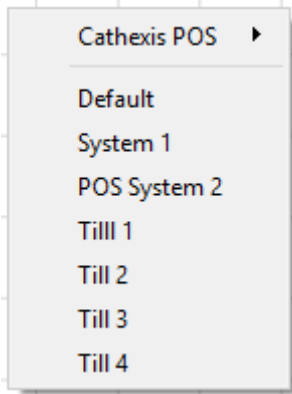 Cathexis POS
Default
System 1
POS System 2
Tilll 1
Till 2
Till 3
Till 4